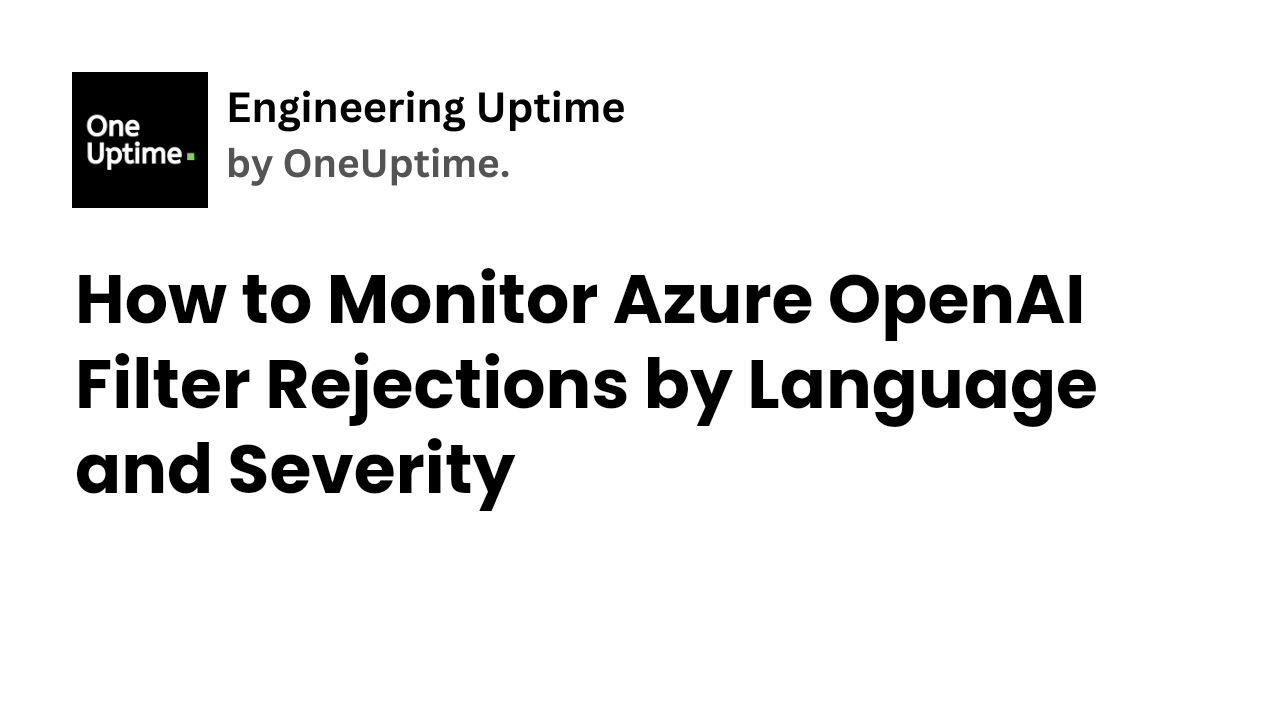 One
Uptime
Engineering Uptime
by OneUptime.
How to Monitor Azure OpenAI
Filter Rejections by Language
and Severity